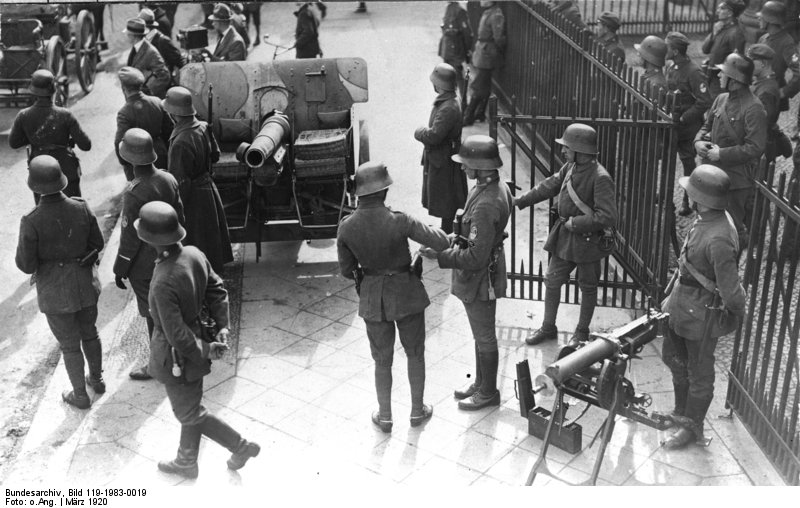 Bundesarchiv, Bild 119-1983-0019
Foto: o.Ang. | März 1920